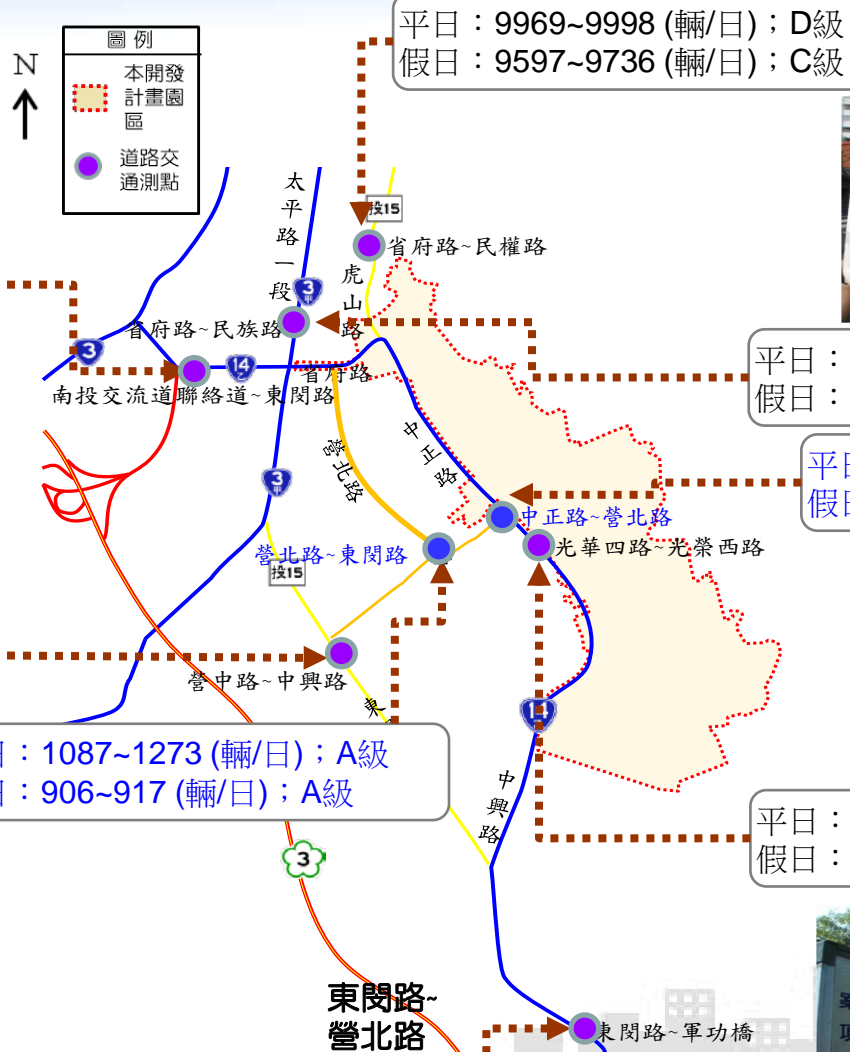 平日：9969~9998 (輛/日)；D級
假日：9597~9736 (輛/日)；C級
圖例
N
本開發
計畫園
區
道路交
通測點
太平路一段
投15
省府路~民權路
虎山路
3甲
省府路~民族路
3
14
省府路
南投交流道聯絡道~東閔路
平日：
假日：
中正路
營北路
3甲
平日
假日
中正路~營北路
營北路~東閔路
光華四路~光榮西路
投15
營中路~中興路
東
14
日：1087~1273 (輛/日)；A級
日：906~917 (輛/日)；A級
中興路
平日：
假日：
3
東閔路~
營北路
東閔路~軍功橋